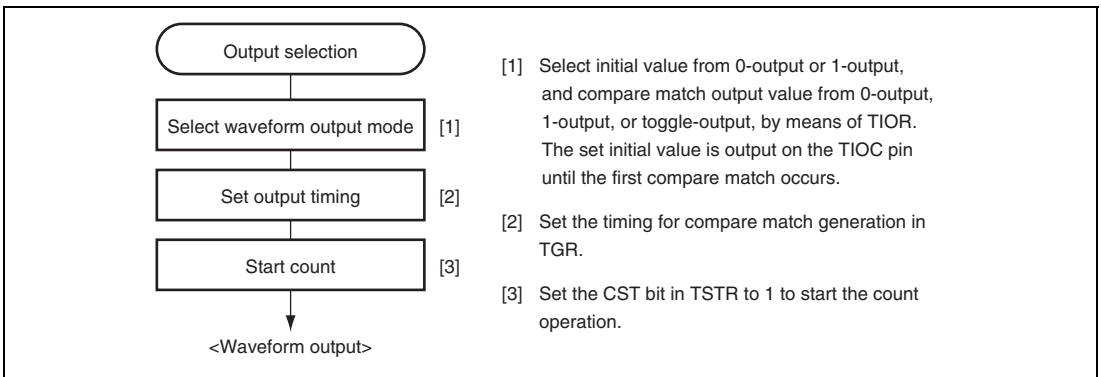 Output selection
Select waveform output mode [1]
Set output timing [2]
Start count [3]
<Waveform output>
[1] Select initial value from 0-output or 1-output,
and compare match output value from 0-output,
1-output, or toggle-output, by means of TIOR.
The set initial value is output on the TIOC pin
until the first compare match occurs.
[2] Set the timing for compare match generation in
TGR.
[3] Set the CST bit in TSTR to 1 to start the count
operation.